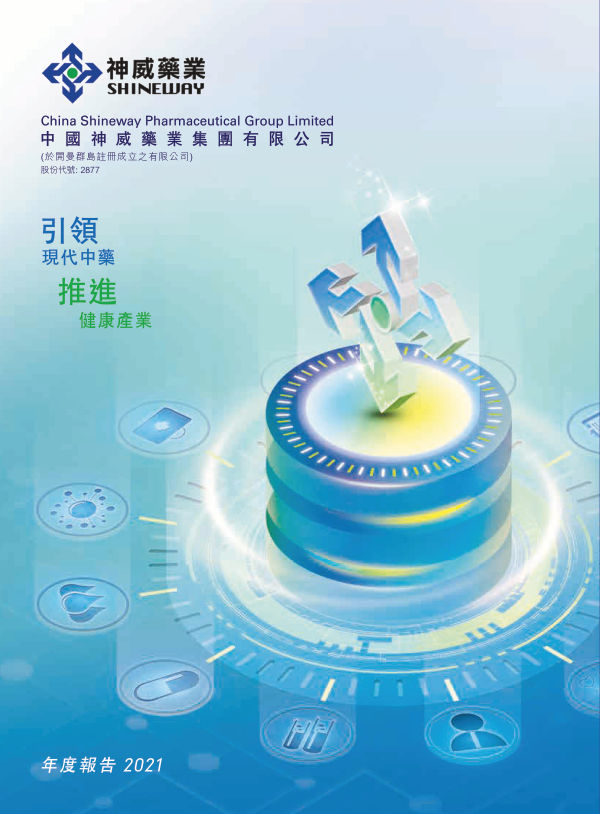 神威藥業
SHINEWAY
China Shineway Pharmaceutical Group Limited
中國神威藥業集團有限公司
(於開曼群島註冊成立之有限公司)
股份代號: 2877
引領
現代中藥
推進
健康產業
年度報告 2021